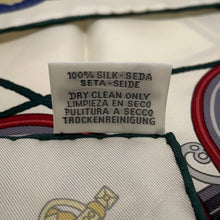 100% SILK-SEDA
SETA-SEIDE
DRY CLEAN ONLY
LIMPIEZA EN SECO
PULITURA A SECCO
TROCKENREINIGUNG